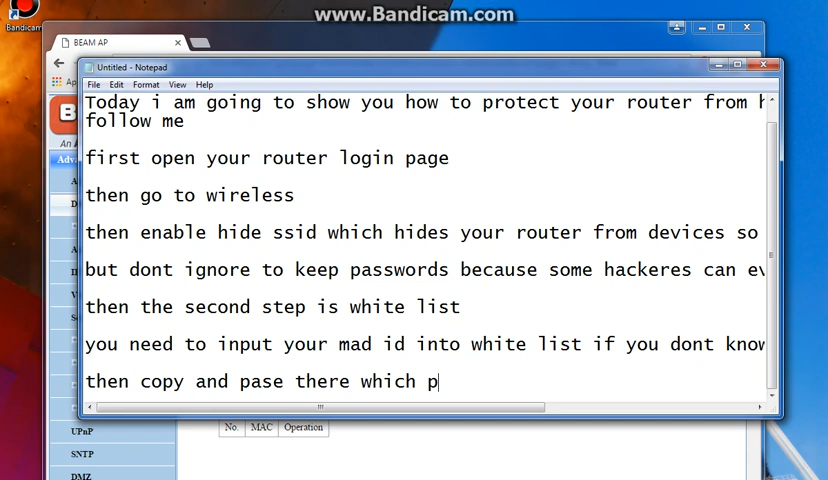 www.Bandicam.com
Bandicam
BEAM AP
Untitled - Notepad
File Edit Format View Help
Today i am going to show you how to protect your router from h
follow me
first open your router login page
then go to wireless
then enable hide ssid which hides your router from devices so
but dont ignore to keep passwords because some hackeres can ev
then the second step is white list
you need to input your mad id into white list if you dont know
then copy and pase there which p
No. MAC Operation
UPnP
SNTP
DMZ